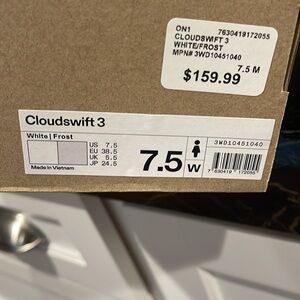 ON1 7630419172055
CLOUDSWIFT 3
WHITE/FROST
MPN# 3WD10451040
7.5 M
$159.99
Cloudswift 3
White | Frost
US 7.5
EU 38.5
UK 5.5
JP 24.5
Made in Vietnam
7.5
W
3WD10451040
7 630419 172055